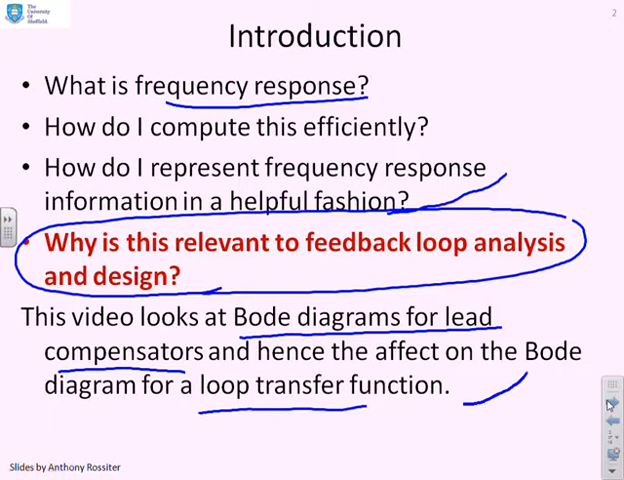 The
University
Of
Sheffield.
2
Introduction
• What is frequency response?
• How do I compute this efficiently?
• How do I represent frequency response
information in a helpful fashion?
• Why is this relevant to feedback loop analysis
and design?
This video looks at Bode diagrams for lead
compensators and hence the affect on the Bode
diagram for a loop transfer function.
Slides by Anthony Rossiter